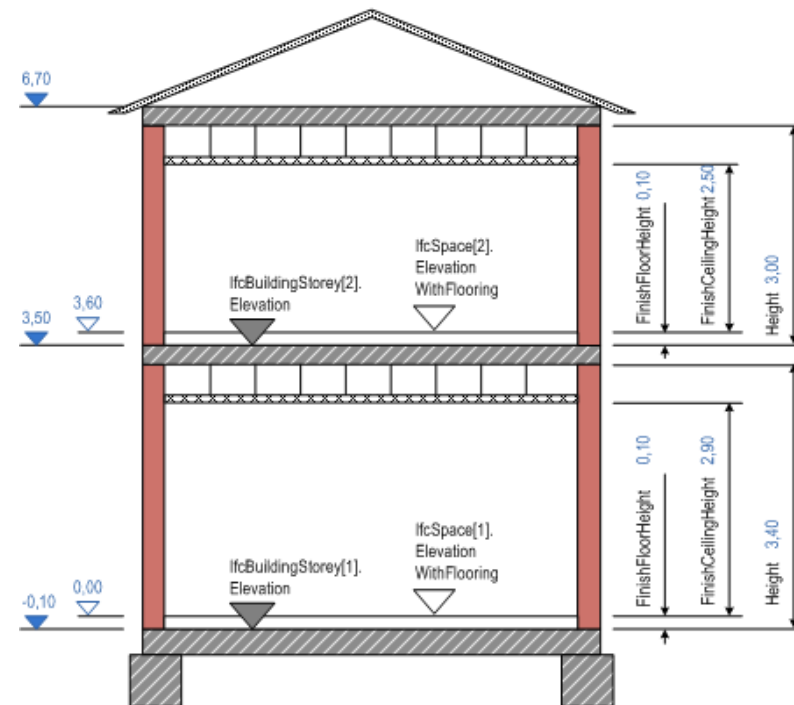 6,70
3,60
3,50
IfcBuildingStorey[2].
Elevation
IfcSpace[2].
Elevation
WithFlooring
FinishFloorHeight 0,10
FinishCeilingHeight 2,50
Height 3,00
0,00
-0,10
IfcBuildingStorey[1].
Elevation
IfcSpace[1].
Elevation
WithFlooring
FinishFloorHeight 0,10
FinishCeilingHeight 2,90
Height 3,40